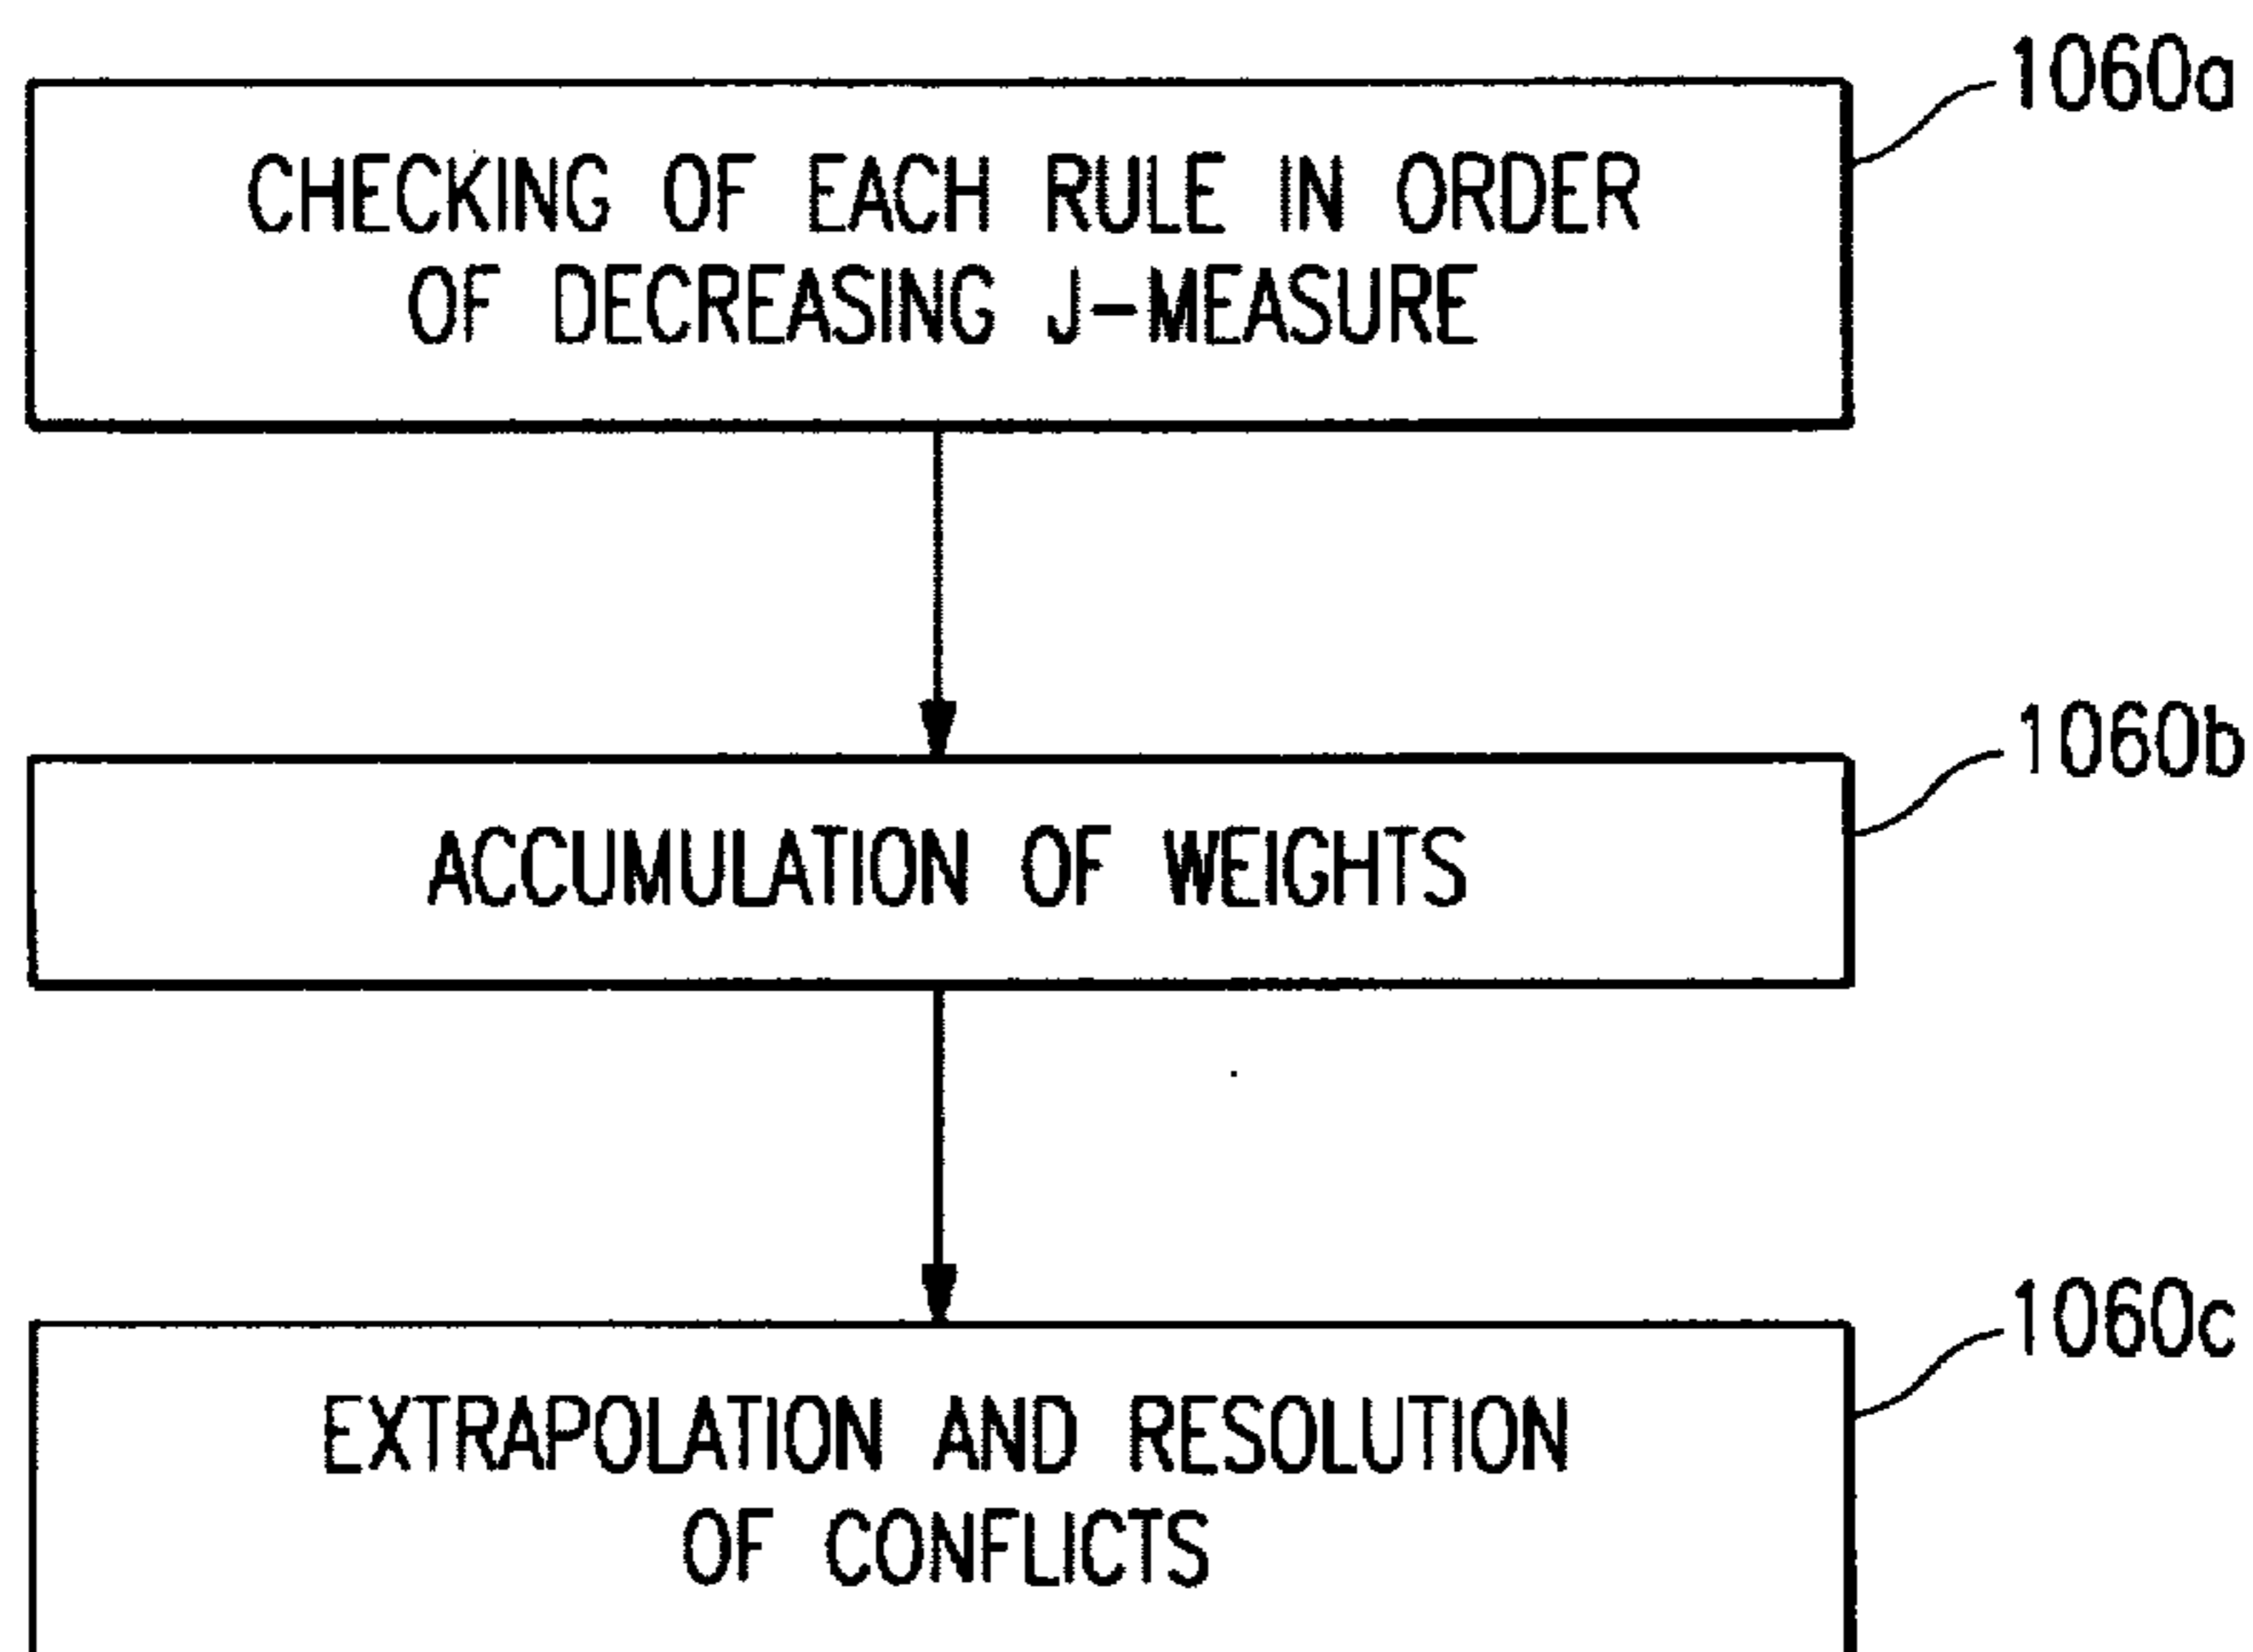 1060a
CHECKING OF EACH RULE IN ORDER
OF DECREASING J-MEASURE
1060b
ACCUMULATION OF WEIGHTS
1060c
EXTRAPOLATION AND RESOLUTION
OF CONFLICTS